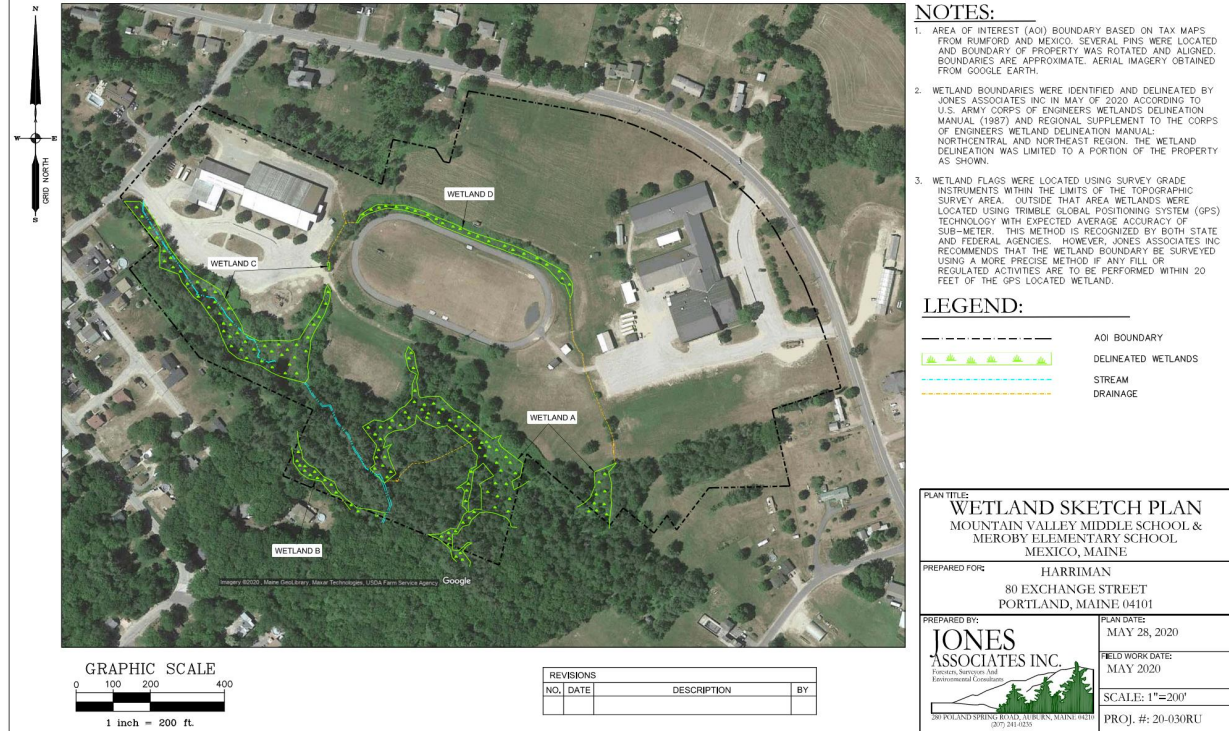 N
W
E
S
GRID NORTH
WETLAND D
WETLAND C
WETLAND A
WETLAND B
Imagery ©2020 , Maine GeoLibrary, Maxar Technologies, USDA Farm Service Agency
Google
NOTES:
1. AREA OF INTEREST (AOI) BOUNDARY BASED ON TAX MAPS
FROM RUMFORD AND MEXICO. SEVERAL PINS WERE LOCATED
AND BOUNDARY OF PROPERTY WAS ROTATED AND ALIGNED.
BOUNDARIES ARE APPROXIMATE. AERIAL IMAGERY OBTAINED
FROM GOOGLE EARTH.
2. WETLAND BOUNDARIES WERE IDENTIFIED AND DELINEATED BY
JONES ASSOCIATES INC IN MAY OF 2020 ACCORDING TO
U.S. ARMY CORPS OF ENGINEERS WETLANDS DELINEATION
MANUAL (1987) AND REGIONAL SUPPLEMENT TO THE CORPS
OF ENGINEERS WETLAND DELINEATION MANUAL:
NORTHCENTRAL AND NORTHEAST REGION. THE WETLAND
DELINEATION WAS LIMITED TO A PORTION OF THE PROPERTY
AS SHOWN.
3. WETLAND FLAGS WERE LOCATED USING SURVEY GRADE
INSTRUMENTS WITHIN THE LIMITS OF THE TOPOGRAPHIC
SURVEY AREA. OUTSIDE THAT AREA WETLANDS WERE
LOCATED USING TRIMBLE GLOBAL POSITIONING SYSTEM (GPS)
TECHNOLOGY WITH EXPECTED AVERAGE ACCURACY OF
SUB-METER. THIS METHOD IS RECOGNIZED BY BOTH STATE
AND FEDERAL AGENCIES. HOWEVER, JONES ASSOCIATES INC
RECOMMENDS THAT THE WETLAND BOUNDARY BE SURVEYED
USING A MORE PRECISE METHOD IF ANY FILL OR
REGULATED ACTIVITIES ARE TO BE PERFORMED WITHIN 20
FEET OF THE GPS LOCATED WETLAND.
LEGEND:
AOI BOUNDARY
DELINEATED WETLANDS
STREAM
DRAINAGE
PLAN TITLE:
WETLAND SKETCH PLAN
MOUNTAIN VALLEY MIDDLE SCHOOL &
MEROBY ELEMENTARY SCHOOL
MEXICO, MAINE
PREPARED FOR:
HARRIMAN
80 EXCHANGE STREET
PORTLAND, MAINE 04101
PREPARED BY:
JONES
ASSOCIATES INC.
Foresters, Surveyors And
Environmental Consultants
280 POLAND SPRING ROAD, AUBURN, MAINE 04210
(207) 241-0235
PLAN DATE:
MAY 28, 2020
FIELD WORK DATE:
MAY 2020
SCALE: 1"=200'
PROJ. #: 20-030RU
GRAPHIC SCALE
0 100 200 400
1 inch = 200 ft.
REVISIONS
NO. DATE DESCRIPTION BY